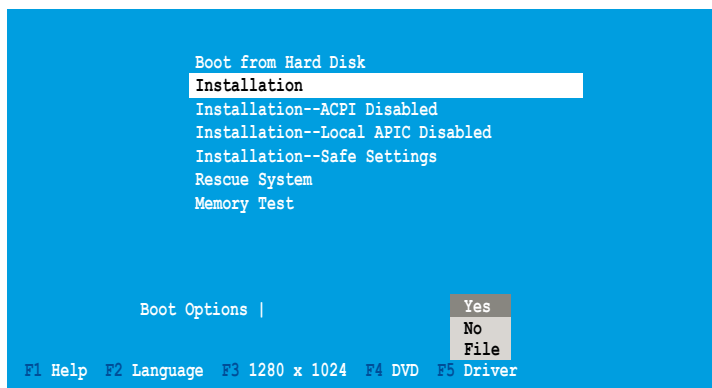 Boot from Hard Disk
Installation
Installation--ACPI Disabled
Installation--Local APIC Disabled
Installation--Safe Settings
Rescue System
Memory Test
Boot Options | Yes
No
File
F1 Help F2 Language F3 1280 x 1024 F4 DVD F5 Driver